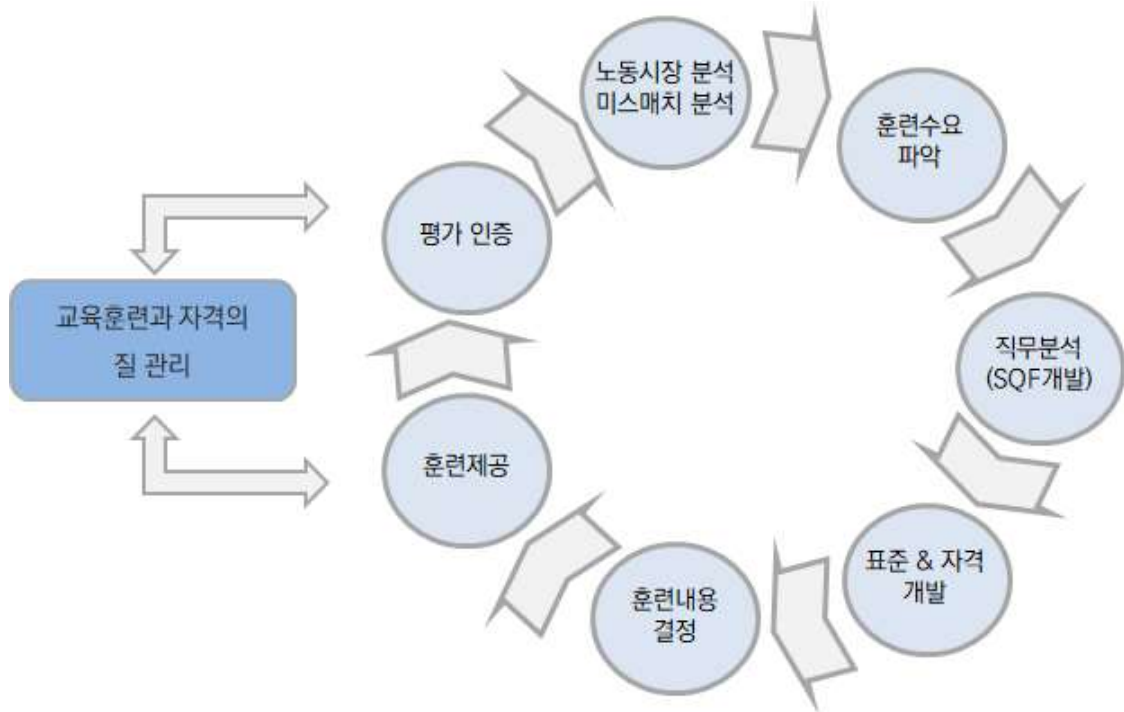 노동시장 분석
미스매치 분석
훈련수요
파악
직무분석
(SQF개발)
표준 & 자격
개발
훈련내용
결정
훈련제공
평가 인증
교육훈련과 자격의
질 관리